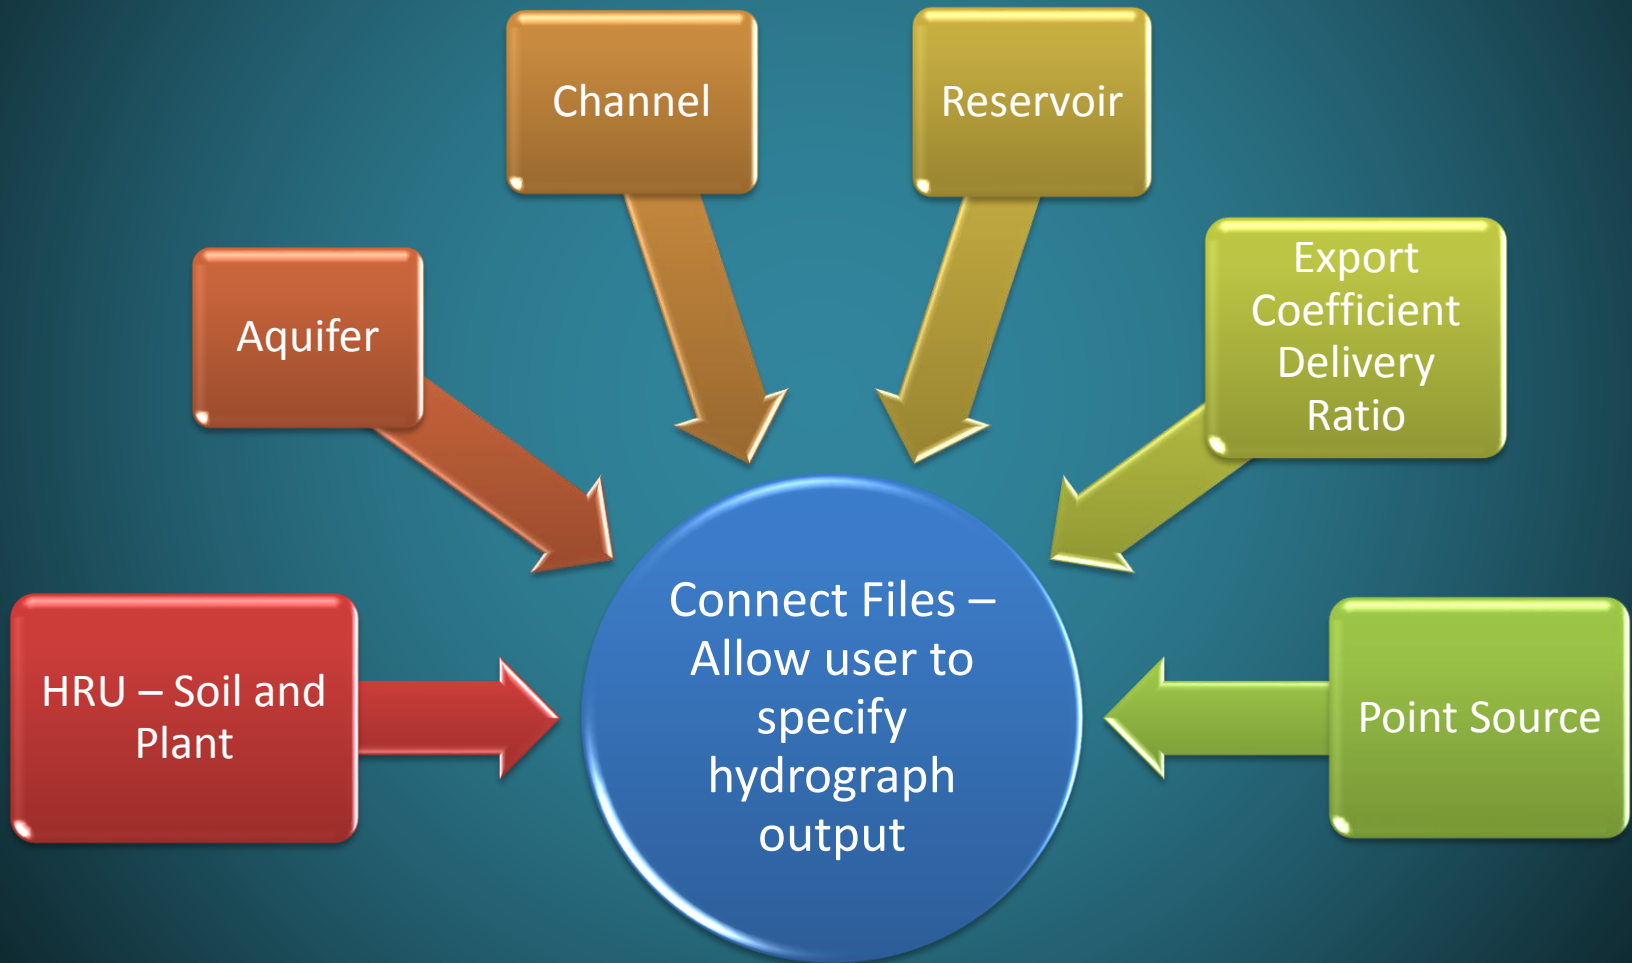 Channel
Reservoir
Aquifer
Export
Coefficient
Delivery
Ratio
HRU – Soil and
Plant
Connect Files –
Allow user to
specify
hydrograph
output
Point Source